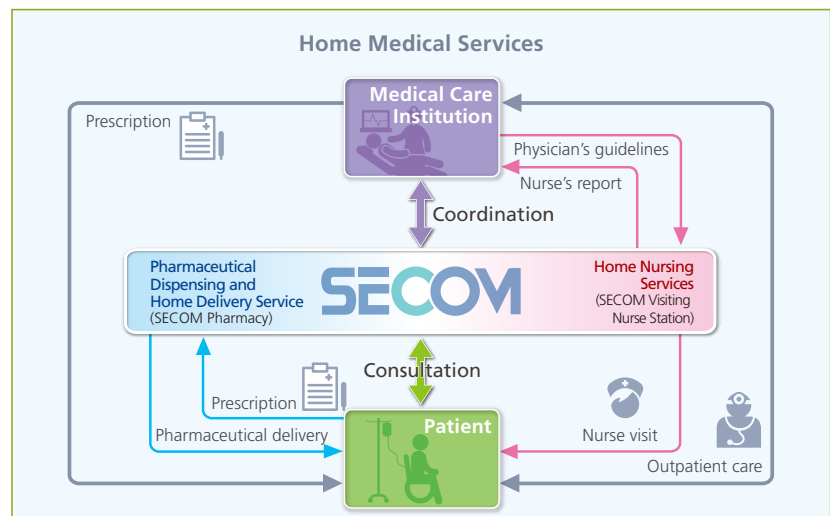 Home Medical Services
Medical Care
Institution
Prescription
Physician's guidelines
Nurse's report
Coordination
Pharmaceutical
Dispensing and
Home Delivery Service
(SECOM Pharmacy)
SECOM
Home Nursing
Services
(SECOM Visiting
Nurse Station)
Consultation
Prescription
Pharmaceutical delivery
Patient
Nurse visit
Outpatient care